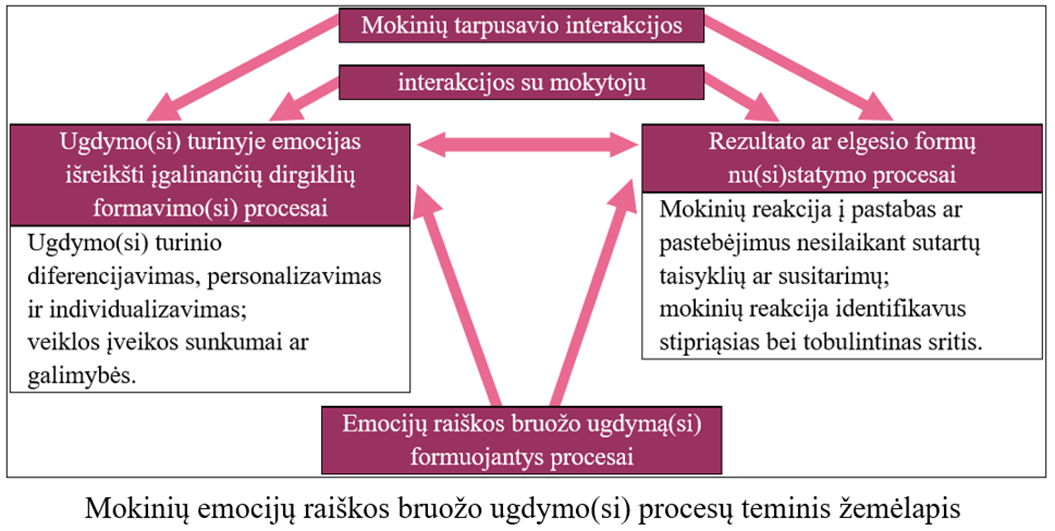 Mokinių tarpusavio interakcijos
interakcijos su mokytoju
Ugdymo(si) turinyje emocijas
išreikšti įgalinančių dirgiklių
formavimo(si) procesai
Ugdymo(si) turinio
diferencijavimas, personalizavimas
ir individualizavimas;
veiklos įveikos sunkumai ar
galimybės.
Rezultato ar elgesio formų
nu(si)statymo procesai
Mokinių reakcija į pastabas ar
pastebėjimus nesilaikant sutartų
taisyklių ar susitarimų;
mokinių reakcija identifikavus
stipriąsias bei tobulintinas sritis.
Emocijų raiškos bruožo ugdymą(si)
formuojantys procesai
Mokinių emocijų raiškos bruožo ugdymo(si) procesų teminis žemėlapis